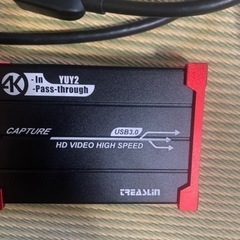 4K -In YUY2
-Pass-through
CAPTURE
USB3.0
HD VIDEO HIGH SPEED
TREASLIN